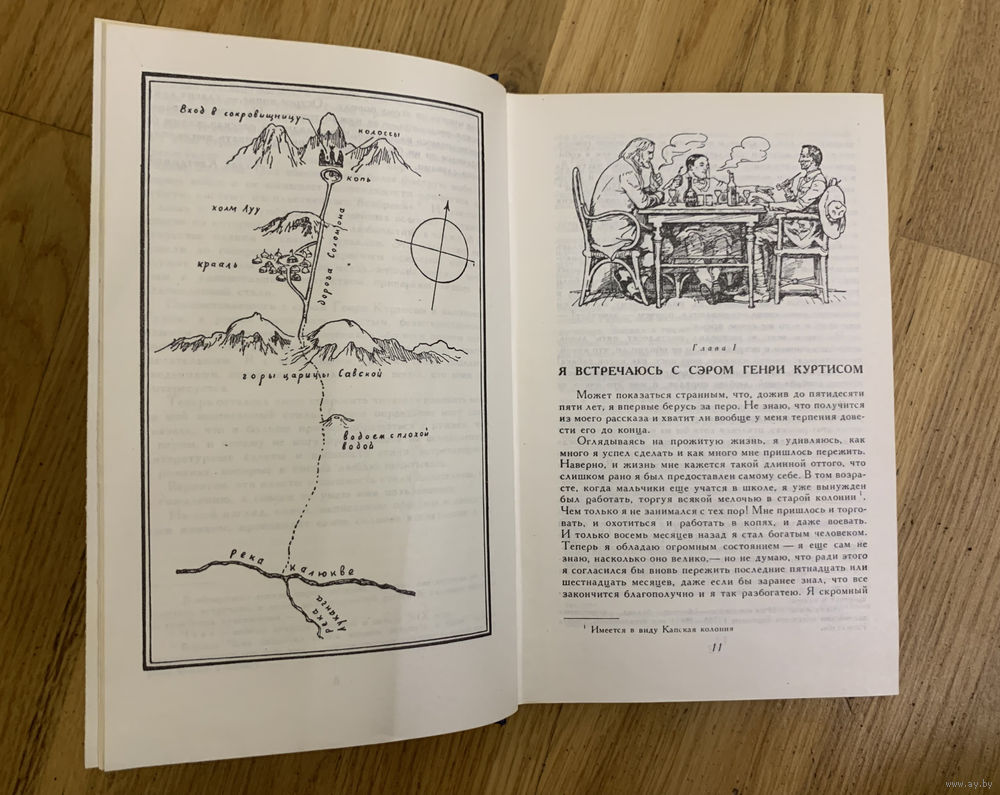 Вход в сокровищницу
колоссы
копь
холм Луу
крааль
дорога Соломона
горы царицы Савской
водоем с плохой
водой
река Калюкве
река
Луканга
Глава I
Я ВСТРЕЧАЮСЬ С СЭРОМ ГЕНРИ КУРТИСОМ
Может показаться странным, что, дожив до пятидесяти
пяти лет, я впервые берусь за перо. Не знаю, что получится
из моего рассказа и хватит ли вообще у меня терпения довести
его до конца.
Оглядываясь на прожитую жизнь, я удивляюсь, как
много я успел сделать и как много мне пришлось пережить.
Наверно, и жизнь мне кажется такой длинной оттого, что
слишком рано я был предоставлен самому себе. В том возра-
сте, когда мальчики еще учатся в школе, я уже вынужден
был работать, торгуя всякой мелочью в старой колонии ¹.
Чем только я не занимался с тех пор! Мне пришлось и торго-
вать, и охотиться и работать в копях, и даже воевать.
И только восемь месяцев назад я стал богатым человеком.
Теперь я обладаю огромным состоянием — я еще сам не
знаю, насколько оно велико,— но не думаю, что ради этого
я согласился бы вновь пережить последние пятнадцать или
шестнадцать месяцев, даже если бы заранее знал, что все
закончится благополучно и я так разбогатею. Я скромный
¹ Имеется в виду Капская колония
11
www.ay.by